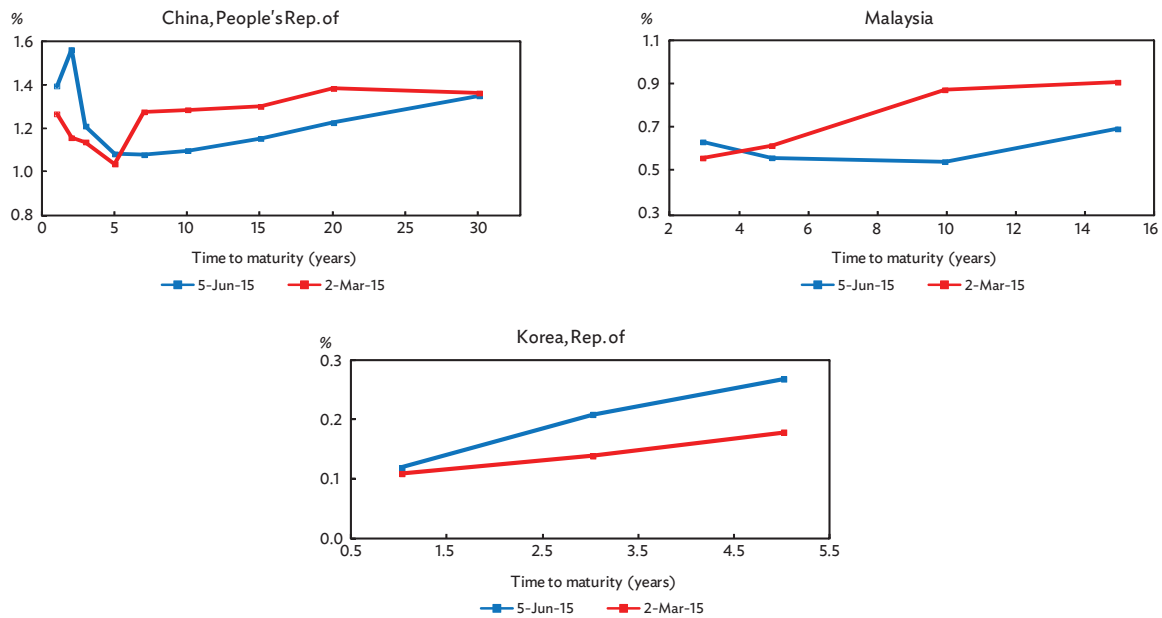 China, People's Rep. of
%
1.6
1.4
1.2
1.0
0.8
0 5 10 15 20 25 30
Time to maturity (years)
5-Jun-15 2-Mar-15
Malaysia
%
1.1
0.9
0.7
0.5
0.3
2 4 6 8 10 12 14 16
Time to maturity (years)
5-Jun-15 2-Mar-15
Korea, Rep. of
%
0.3
0.2
0.1
0.0
0.5 1.5 2.5 3.5 4.5 5.5
Time to maturity (years)
5-Jun-15 2-Mar-15